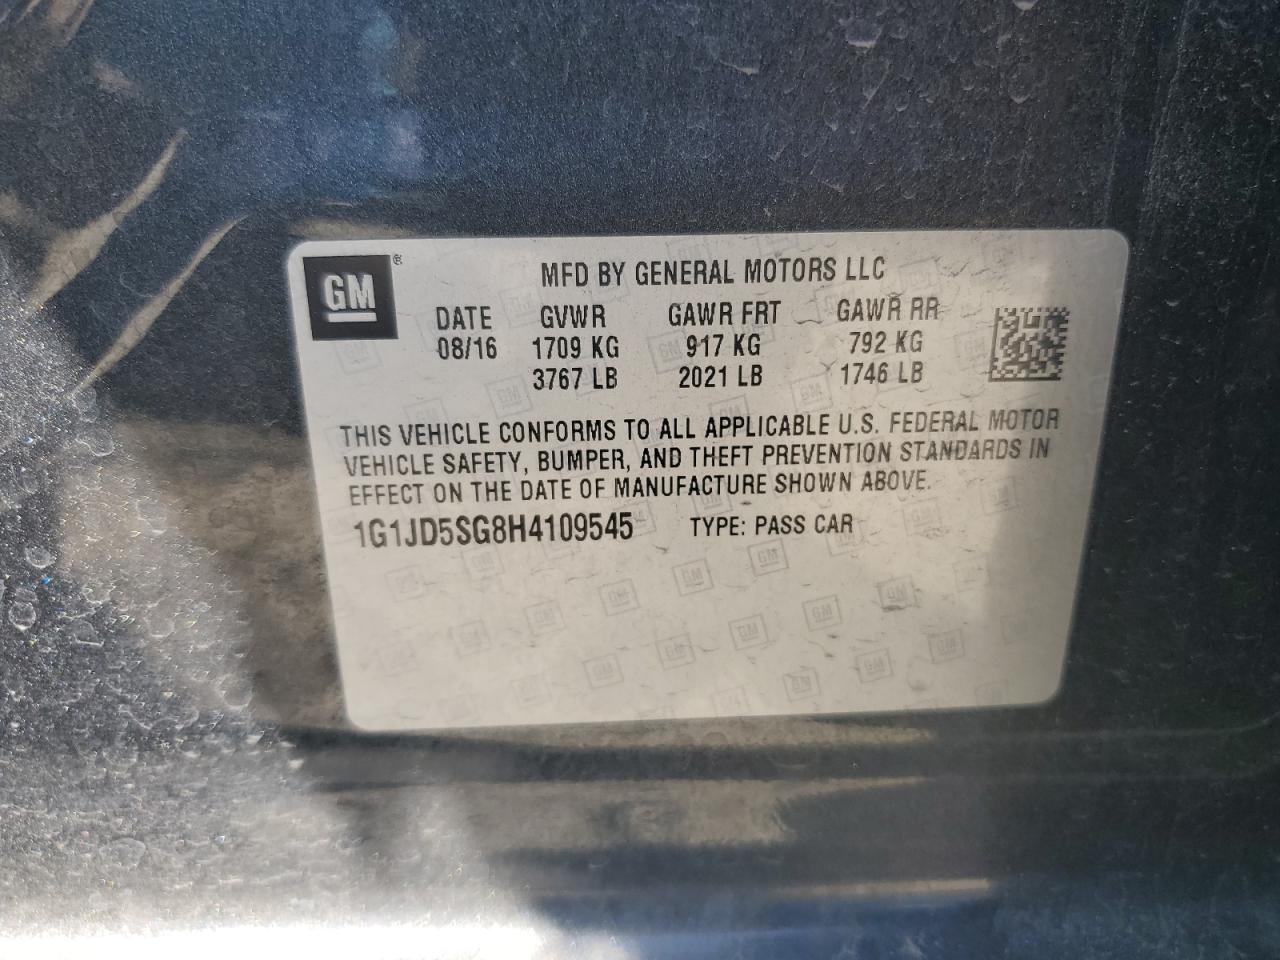 GM ®
MFD BY GENERAL MOTORS LLC
DATE GVWR GAWR FRT GAWR RR
08/16 1709 KG 917 KG 792 KG
3767 LB 2021 LB 1746 LB
THIS VEHICLE CONFORMS TO ALL APPLICABLE U.S. FEDERAL MOTOR
VEHICLE SAFETY, BUMPER, AND THEFT PREVENTION STANDARDS IN
EFFECT ON THE DATE OF MANUFACTURE SHOWN ABOVE.
1G1JD5SG8H4109545 TYPE: PASS CAR